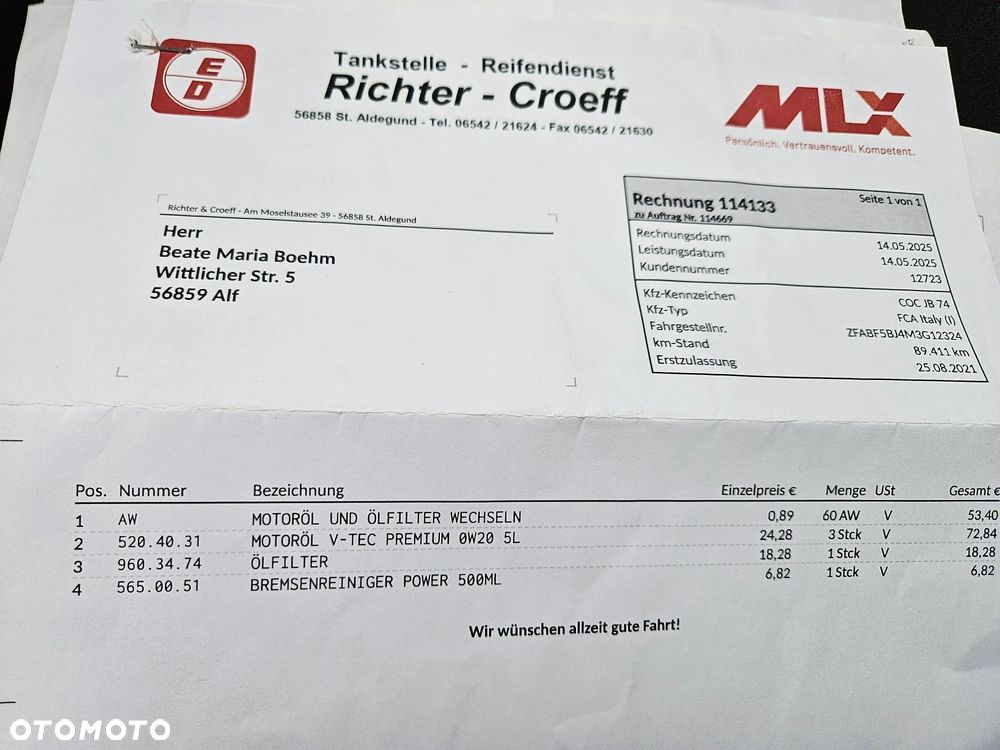 ED
Tankstelle - Reifendienst
Richter - Croeff
56858 St. Aldegund - Tel. 06542 / 21624 - Fax 06542 / 21630
MLX
Persönlich. Vertrauensvoll. Kompetent.
Richter & Croeff - Am Moselstausee 39 - 56858 St. Aldegund
Herr
Beate Maria Boehm
Wittlicher Str. 5
56859 Alf
Rechnung 114133 Seite 1 von 1
zu Auftrag Nr. 114669
Rechnungsdatum 14.05.2025
Leistungsdatum 14.05.2025
Kundennummer 12723
Kfz-Kennzeichen COC JB 74
Kfz-Typ FCA Italy (I)
Fahrgestellnr. ZFABF5BJ4M3G12324
km-Stand 89.411 km
Erstzulassung 25.08.2021
Pos. Nummer Bezeichnung Einzelpreis € Menge USt Gesamt €
1 AW MOTORÖL UND ÖLFILTER WECHSELN 0,89 60 AW V 53,40
2 520.40.31 MOTORÖL V-TEC PREMIUM 0W20 5L 24,28 3 Stck V 72,84
3 960.34.74 ÖLFILTER 18,28 1 Stck V 18,28
4 565.00.51 BREMSENREINIGER POWER 500ML 6,82 1 Stck V 6,82
Wir wünschen allzeit gute Fahrt!
OTOMOTO